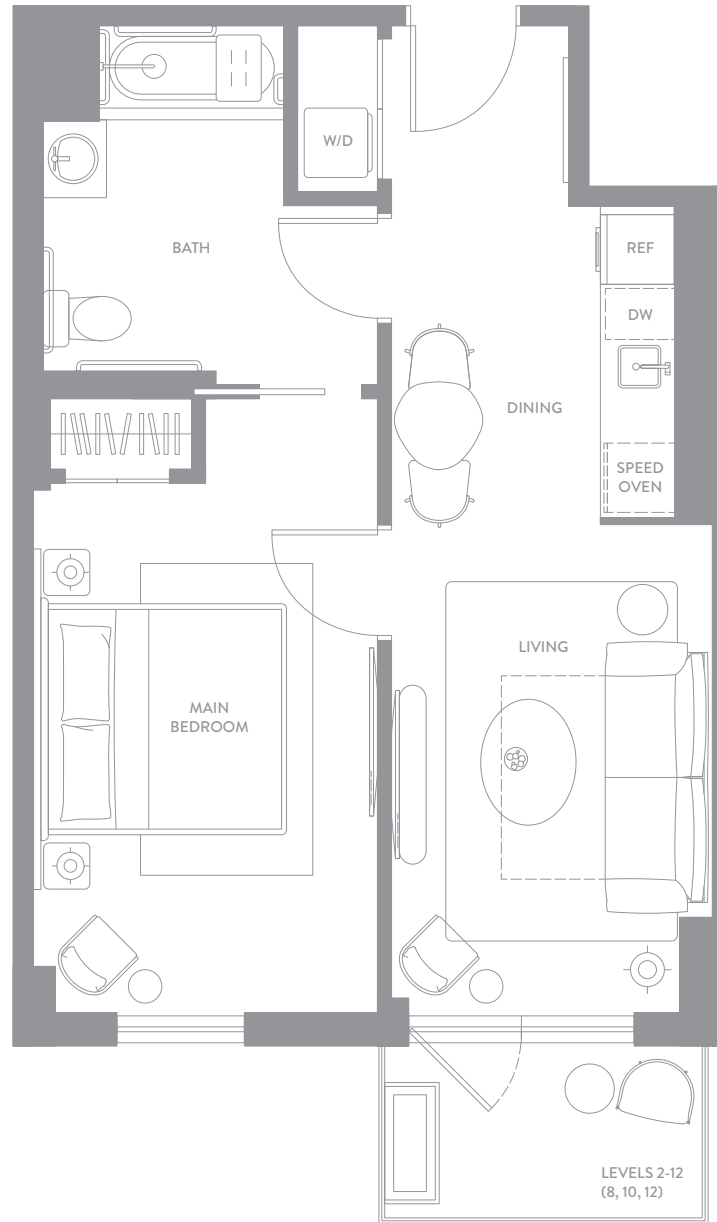 W/D
BATH
REF
DW
DINING
SPEED
OVEN
LIVING
MAIN
BEDROOM
LEVELS 2-12
(8, 10, 12)